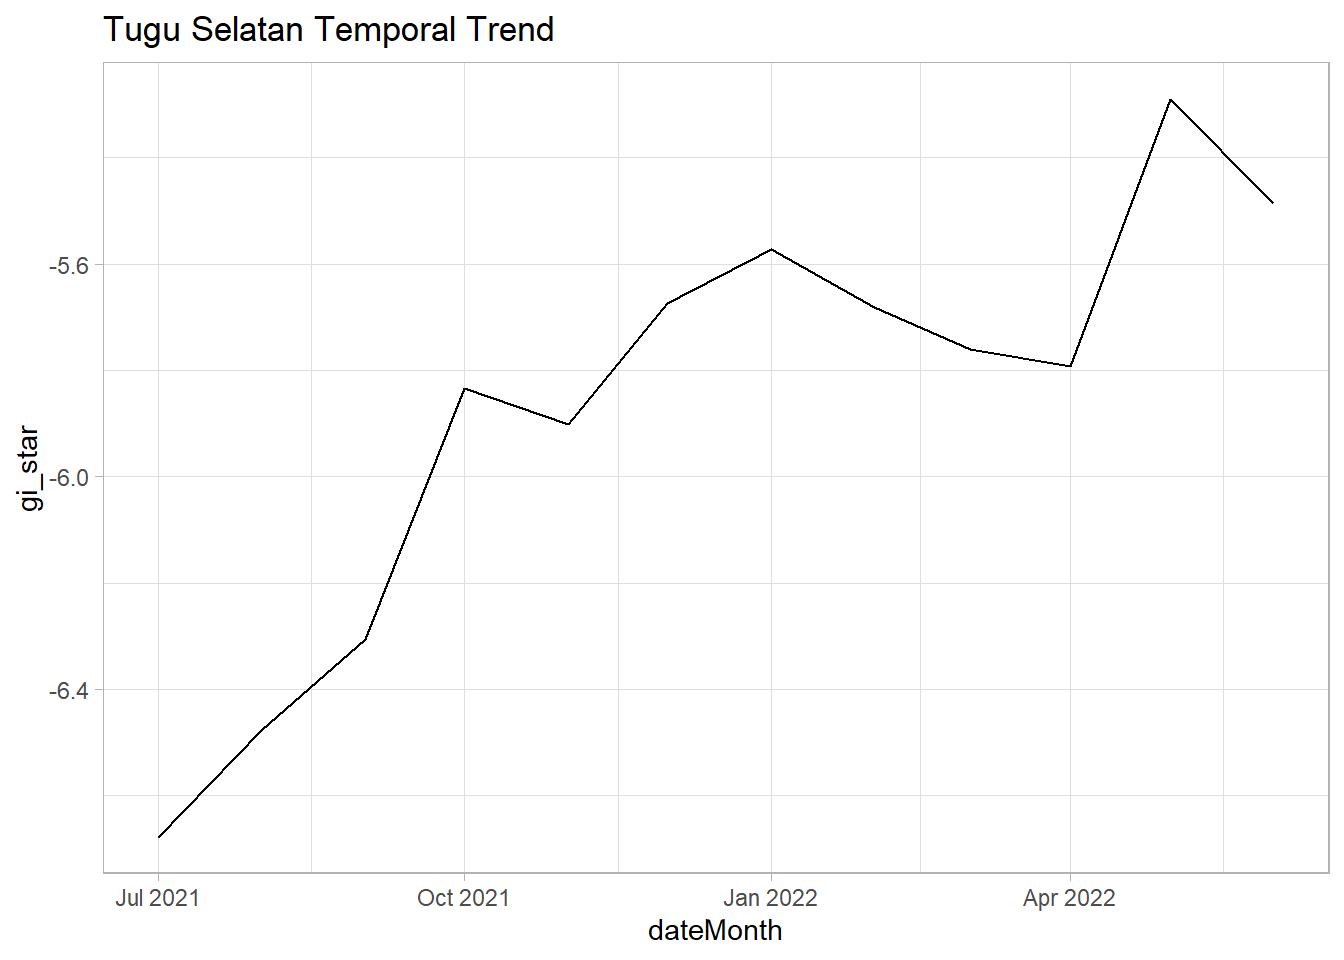 Tugu Selatan Temporal Trend
gi_star
-5.6
-6.0
-6.4
Jul 2021 Oct 2021 Jan 2022 Apr 2022
dateMonth